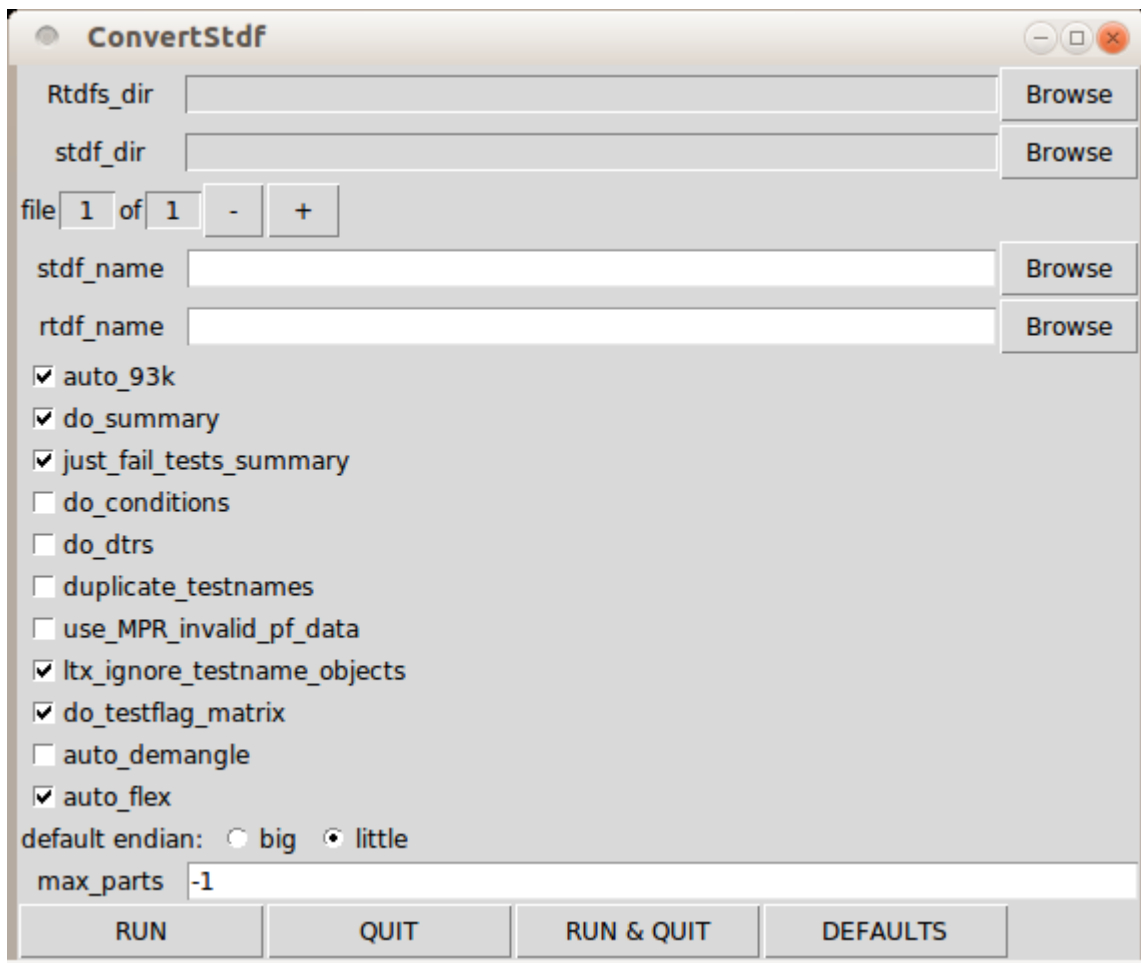 ConvertStdf
Rtdfs_dir Browse
stdf_dir Browse
file 1 of 1 - +
stdf_name Browse
rtdf_name Browse
auto_93k
do_summary
just_fail_tests_summary
do_conditions
do_dtrs
duplicate_testnames
use_MPR_invalid_pf_data
ltx_ignore_testname_objects
do_testflag_matrix
auto_demangle
auto_flex
default endian: big little
max_parts -1
RUN QUIT RUN & QUIT DEFAULTS